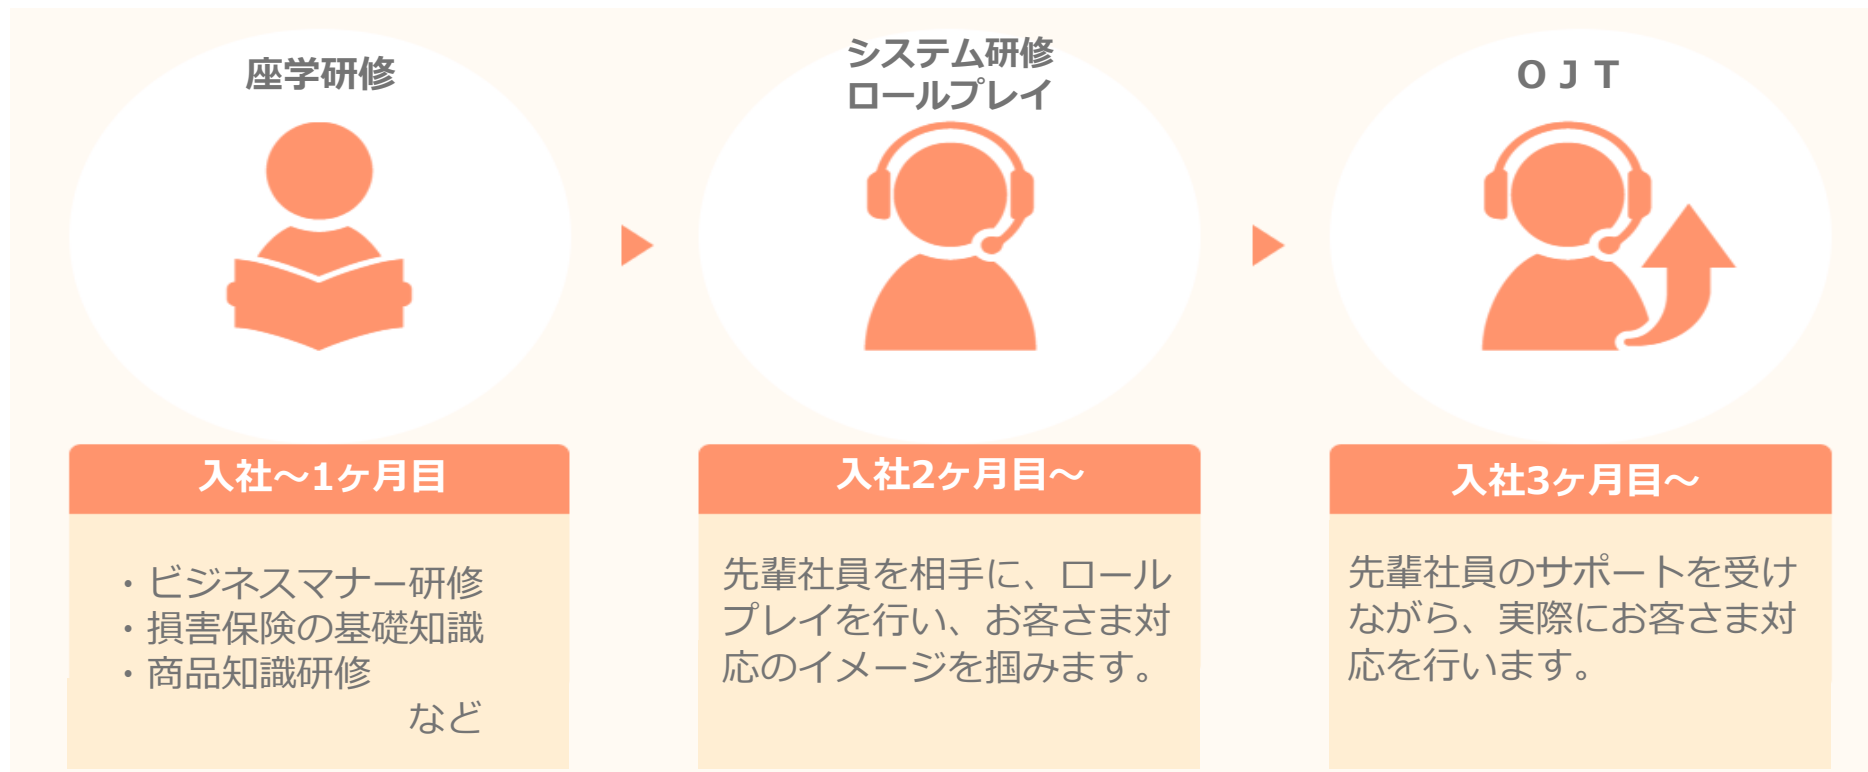 座学研修
入社～1ヶ月目
・ビジネスマナー研修
・損害保険の基礎知識
・商品知識研修
など
システム研修
ロールプレイ
入社2ヶ月目～
先輩社員を相手に、ロール
プレイを行い、お客さま対
応のイメージを掴みます。
ＯＪＴ
入社3ヶ月目～
先輩社員のサポートを受け
ながら、実際にお客さま対
応を行います。